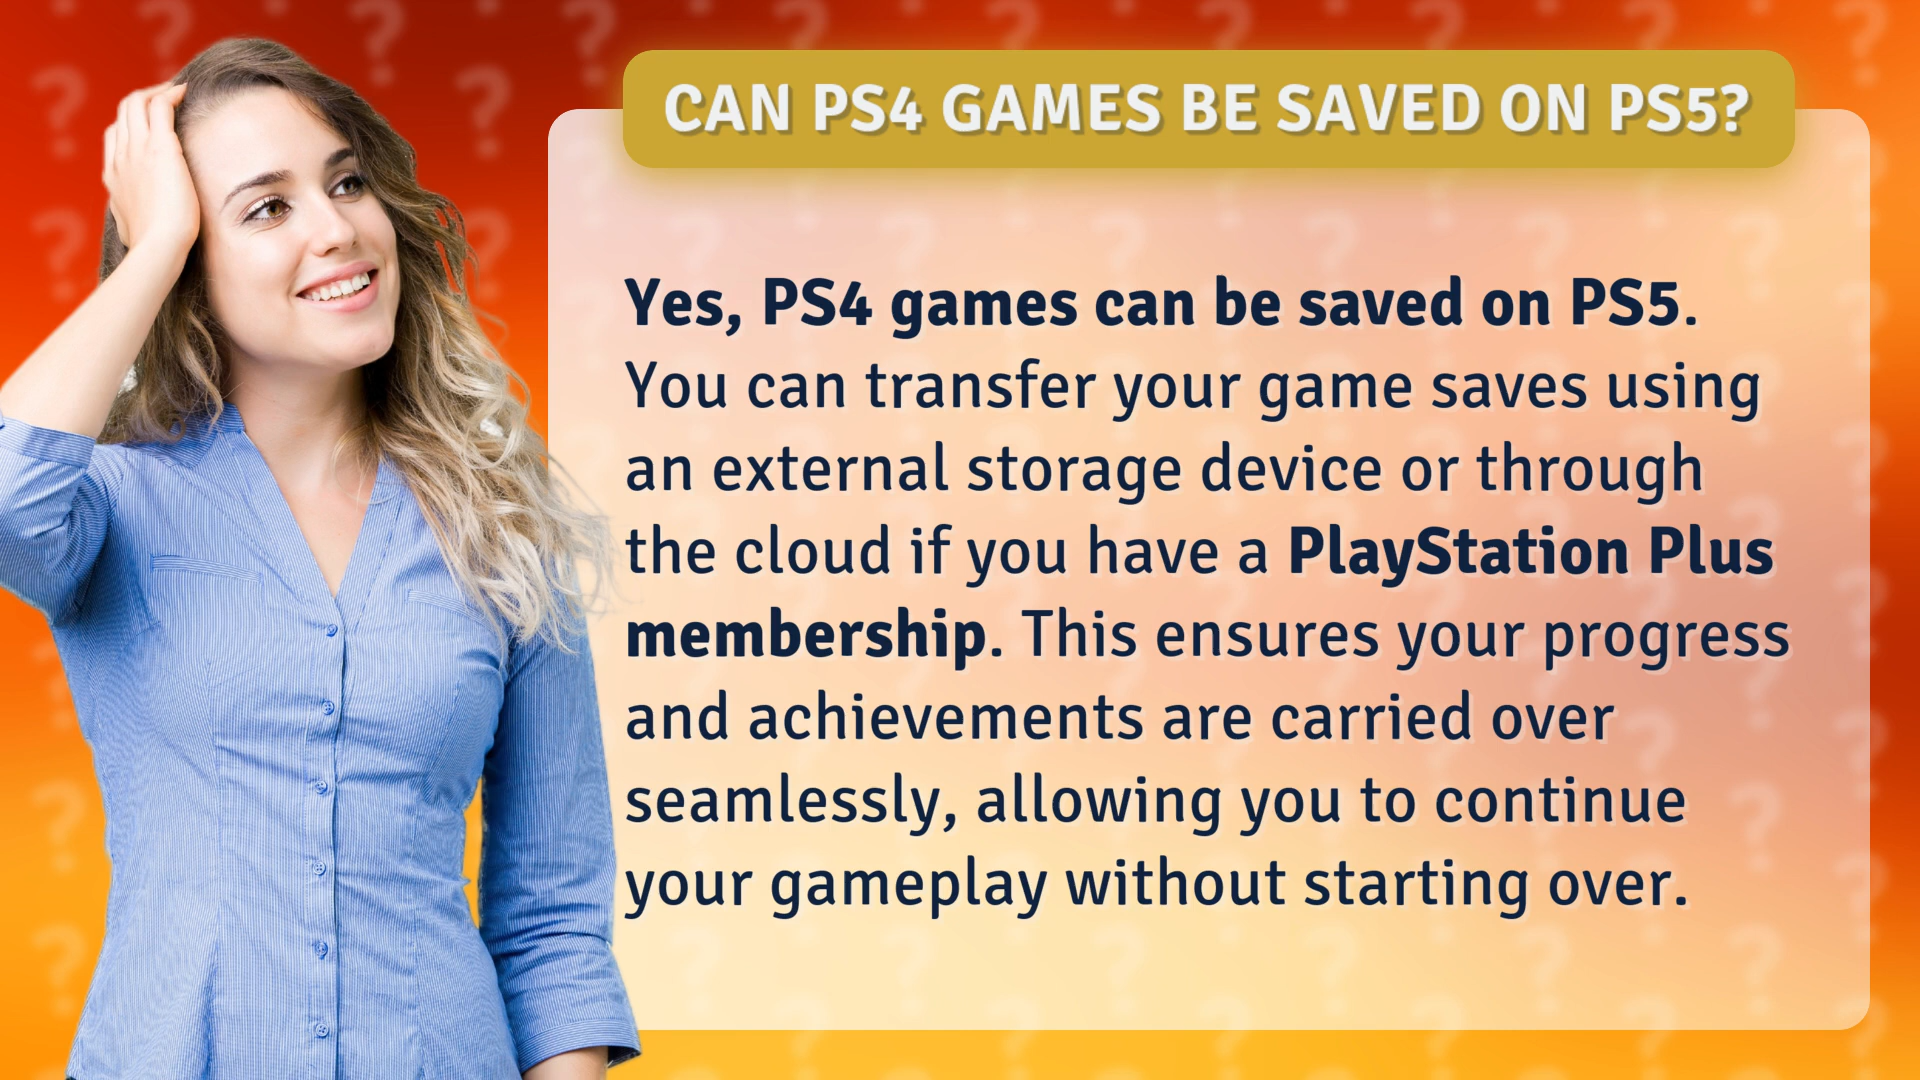 CAN PS4 GAMES BE SAVED ON PS5?
Yes, PS4 games can be saved on PS5.
You can transfer your game saves using
an external storage device or through
the cloud if you have a PlayStation Plus
membership. This ensures your progress
and achievements are carried over
seamlessly, allowing you to continue
your gameplay without starting over.